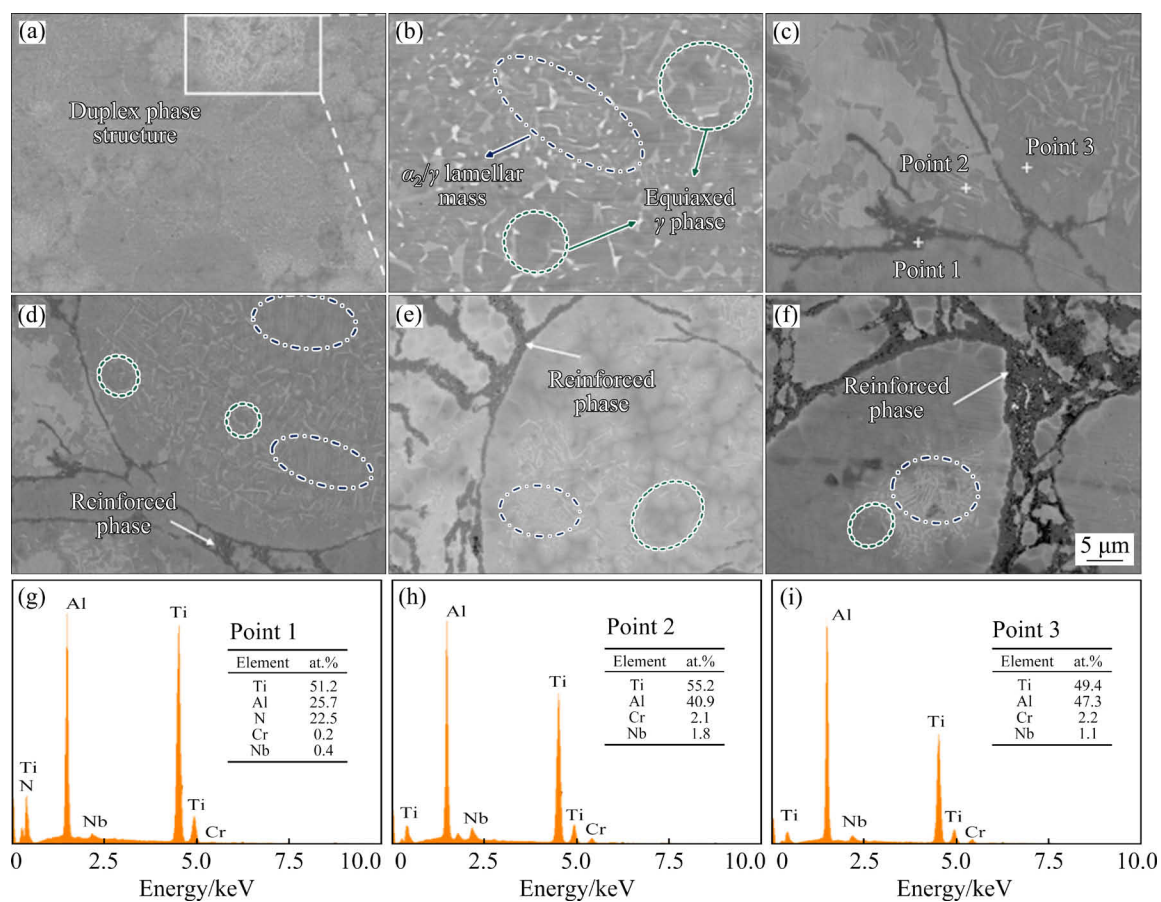 (a)
Duplex phase
structure
(b)
α₂/γ lamellar
mass
Equiaxed
γ phase
(c)
Point 3
Point 2
Point 1
(d)
Reinforced
phase
(e)
Reinforced
phase
(f)
Reinforced
phase
5 μm
(g)
Al
Ti
Point 1
Element at.%
Ti 51.2
Al 25.7
N 22.5
Cr 0.2
Nb 0.4
Ti
N
Nb
Ti
Cr
0 2.5 5.0 7.5 10.0
Energy/keV
(h)
Al
Point 2
Element at.%
Ti 55.2
Al 40.9
Cr 2.1
Nb 1.8
Ti
Ti
Nb
Ti
Cr
0 2.5 5.0 7.5 10.0
Energy/keV
(i)
Al
Point 3
Element at.%
Ti 49.4
Al 47.3
Cr 2.2
Nb 1.1
Ti
Ti
Nb
Ti
Cr
0 2.5 5.0 7.5 10.0
Energy/keV